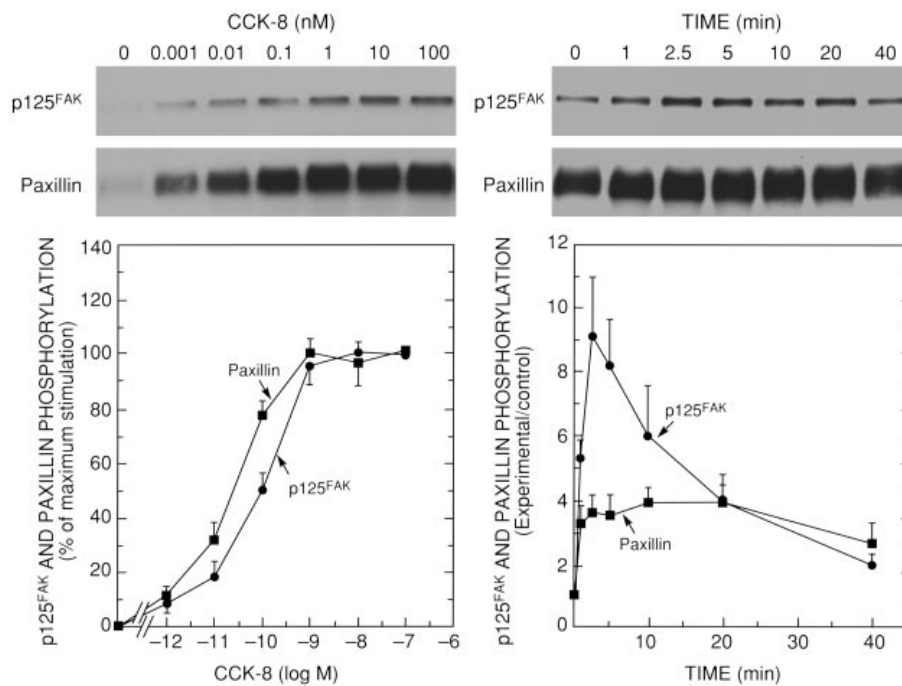 CCK-8 (nM)
0 0.001 0.01 0.1 1 10 100
p125FAK
Paxillin
TIME (min)
0 1 2.5 5 10 20 40
p125FAK
Paxillin
p125FAK AND PAXILLIN PHOSPHORYLATION
(% of maximum stimulation)
140
120
100
80
60
40
20
0
Paxillin
p125FAK
–12 –11 –10 –9 –8 –7 –6
CCK-8 (log M)
p125FAK AND PAXILLIN PHOSPHORYLATION
(Experimental/control)
12
10
8
6
4
2
0
p125FAK
Paxillin
10 20 30 40
TIME (min)